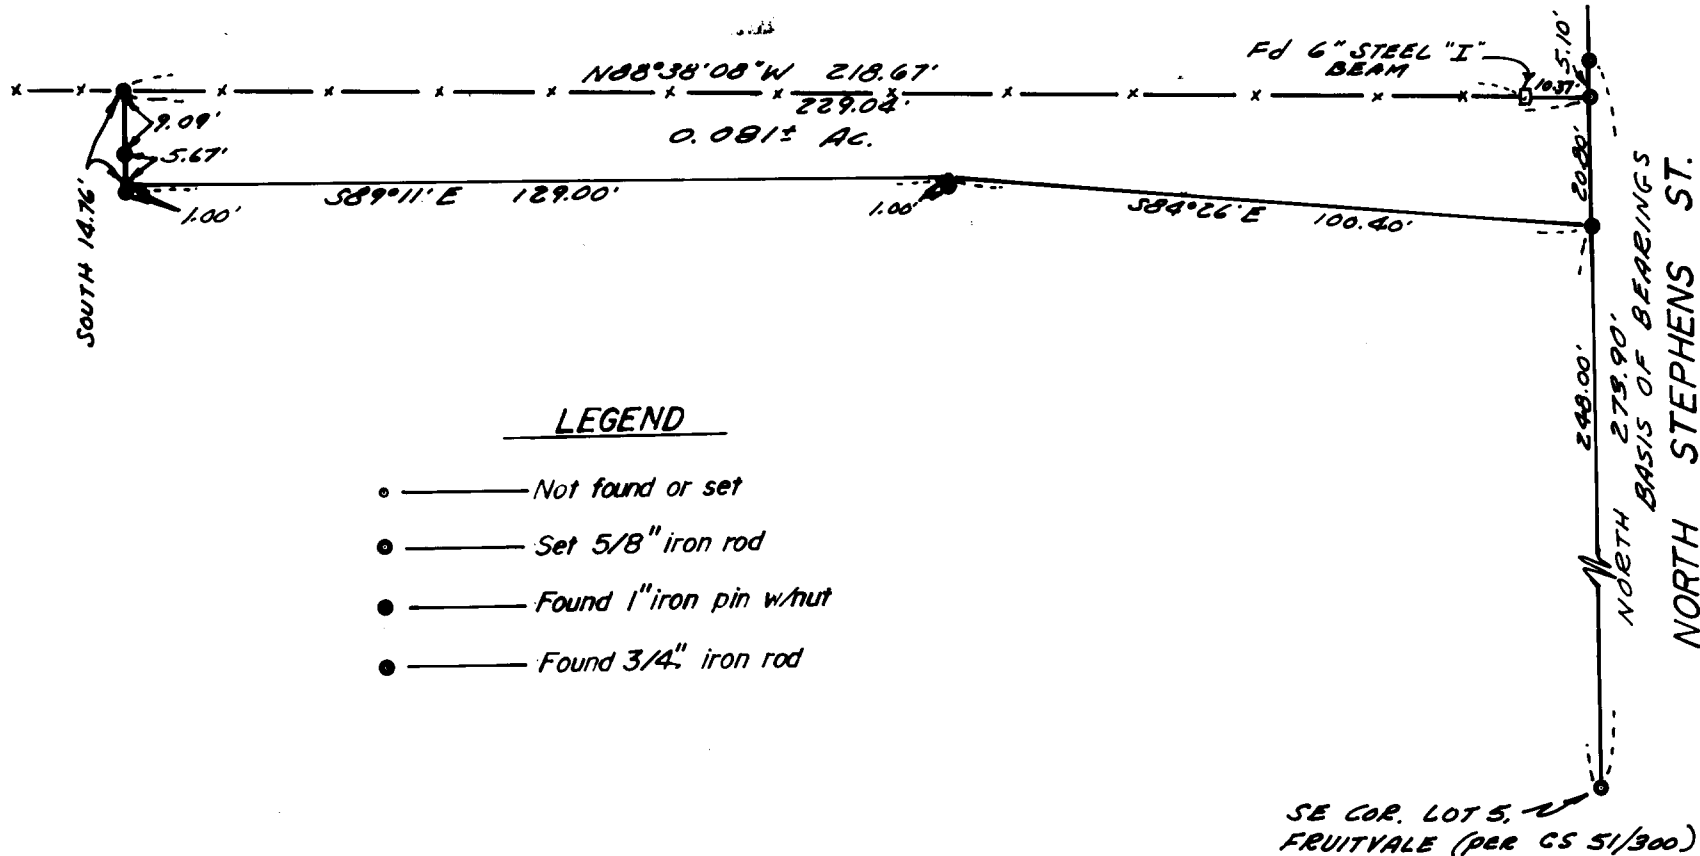 Fd 6" STEEL "I"
BEAM
5.10'
N88°38'08"W 218.67'
10.37'
229.04'
0.081± AC.
9.09'
5.67'
SOUTH 14.76'
1.00'
S89°11' E 129.00'
1.00'
S84°26' E 100.40'
20.80'
248.00'
NORTH 273.90'
BASIS OF BEARINGS
NORTH STEPHENS ST.
LEGEND
Not found or set
Set 5/8" iron rod
Found 1" iron pin w/nut
Found 3/4" iron rod
SE COR. LOT 5,
FRUITVALE (PER CS 51/300)